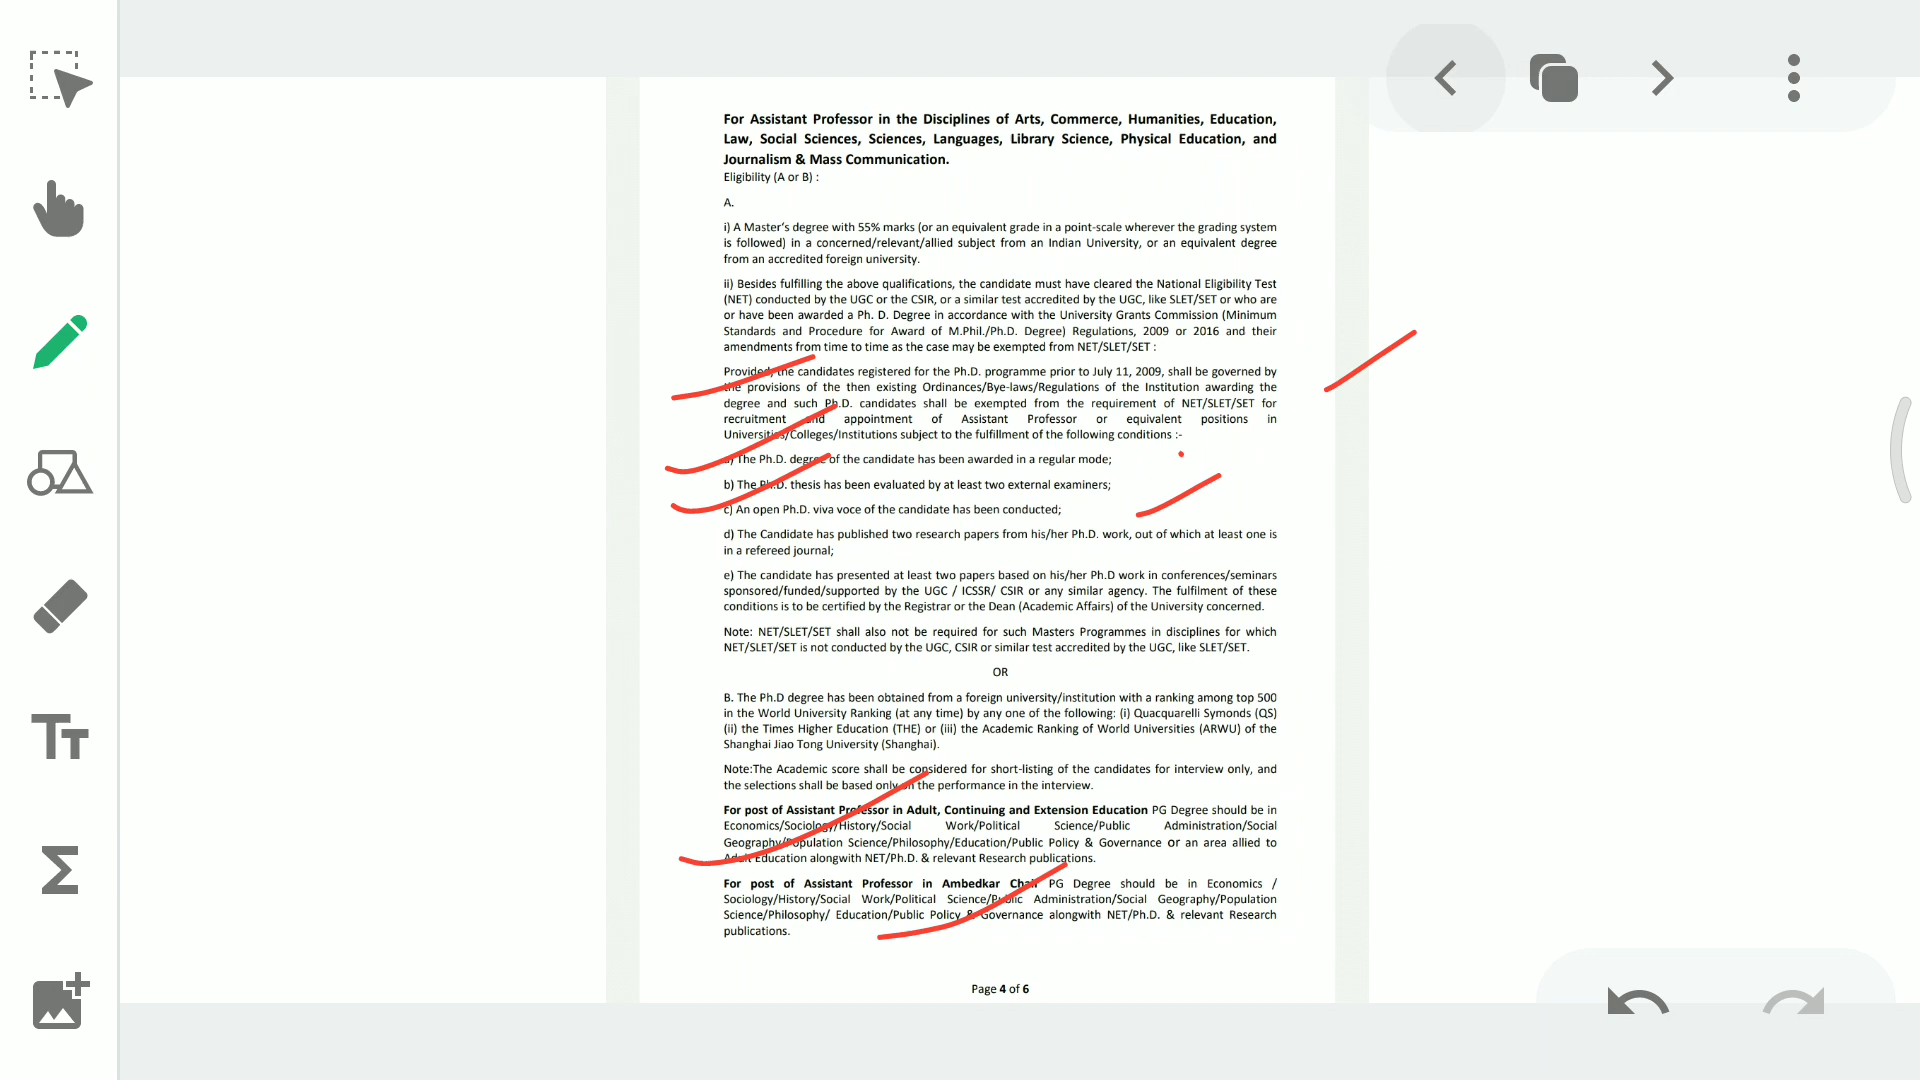 For Assistant Professor in the Disciplines of Arts, Commerce, Humanities, Education,
Law, Social Sciences, Sciences, Languages, Library Science, Physical Education, and
Journalism & Mass Communication.
Eligibility (A or B) :
A.
i) A Master's degree with 55% marks (or an equivalent grade in a point-scale wherever the grading system
is followed) in a concerned/relevant/allied subject from an Indian University, or an equivalent degree
from an accredited foreign university.
ii) Besides fulfilling the above qualifications, the candidate must have cleared the National Eligibility Test
(NET) conducted by the UGC or the CSIR, or a similar test accredited by the UGC, like SLET/SET or who are
or have been awarded a Ph. D. Degree in accordance with the University Grants Commission (Minimum
Standards and Procedure for Award of M.Phil./Ph.D. Degree) Regulations, 2009 or 2016 and their
amendments from time to time as the case may be exempted from NET/SLET/SET :
Provided, the candidates registered for the Ph.D. programme prior to July 11, 2009, shall be governed by
the provisions of the then existing Ordinances/Bye-laws/Regulations of the Institution awarding the
degree and such Ph.D. candidates shall be exempted from the requirement of NET/SLET/SET for
recruitment and appointment of Assistant Professor or equivalent positions in
Universities/Colleges/Institutions subject to the fulfillment of the following conditions :-
a) The Ph.D. degree of the candidate has been awarded in a regular mode;
b) The Ph.D. thesis has been evaluated by at least two external examiners;
c) An open Ph.D. viva voce of the candidate has been conducted;
d) The Candidate has published two research papers from his/her Ph.D. work, out of which at least one is
in a refereed journal;
e) The candidate has presented at least two papers based on his/her Ph.D work in conferences/seminars
sponsored/funded/supported by the UGC / ICSSR/ CSIR or any similar agency. The fulfilment of these
conditions is to be certified by the Registrar or the Dean (Academic Affairs) of the University concerned.
Note: NET/SLET/SET shall also not be required for such Masters Programmes in disciplines for which
NET/SLET/SET is not conducted by the UGC, CSIR or similar test accredited by the UGC, like SLET/SET.
OR
B. The Ph.D degree has been obtained from a foreign university/institution with a ranking among top 500
in the World University Ranking (at any time) by any one of the following: (i) Quacquarelli Symonds (QS)
(ii) the Times Higher Education (THE) or (iii) the Academic Ranking of World Universities (ARWU) of the
Shanghai Jiao Tong University (Shanghai).
Note:The Academic score shall be considered for short-listing of the candidates for interview only, and
the selections shall be based only on the performance in the interview.
For post of Assistant Professor in Adult, Continuing and Extension Education PG Degree should be in
Economics/Sociology/History/Social Work/Political Science/Public Administration/Social
Geography/Population Science/Philosophy/Education/Public Policy & Governance or an area allied to
Adult Education alongwith NET/Ph.D. & relevant Research publications.
For post of Assistant Professor in Ambedkar Chair PG Degree should be in Economics /
Sociology/History/Social Work/Political Science/Public Administration/Social Geography/Population
Science/Philosophy/ Education/Public Policy & Governance alongwith NET/Ph.D. & relevant Research
publications.
Page 4 of 6